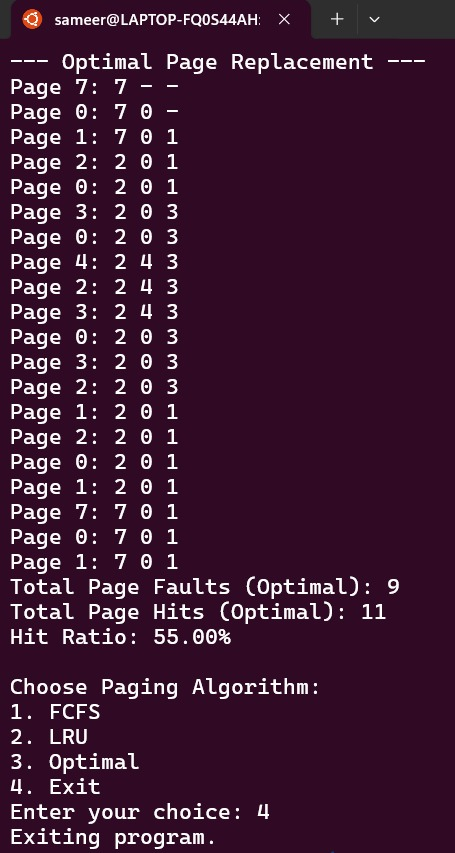 sameer@LAPTOP-FQ0S44AH:
--- Optimal Page Replacement ---
Page 7: 7 - -
Page 0: 7 0 -
Page 1: 7 0 1
Page 2: 2 0 1
Page 0: 2 0 1
Page 3: 2 0 3
Page 0: 2 0 3
Page 4: 2 4 3
Page 2: 2 4 3
Page 3: 2 4 3
Page 0: 2 0 3
Page 3: 2 0 3
Page 2: 2 0 3
Page 1: 2 0 1
Page 2: 2 0 1
Page 0: 2 0 1
Page 1: 2 0 1
Page 7: 7 0 1
Page 0: 7 0 1
Page 1: 7 0 1
Total Page Faults (Optimal): 9
Total Page Hits (Optimal): 11
Hit Ratio: 55.00%
Choose Paging Algorithm:
1. FCFS
2. LRU
3. Optimal
4. Exit
Enter your choice: 4
Exiting program.